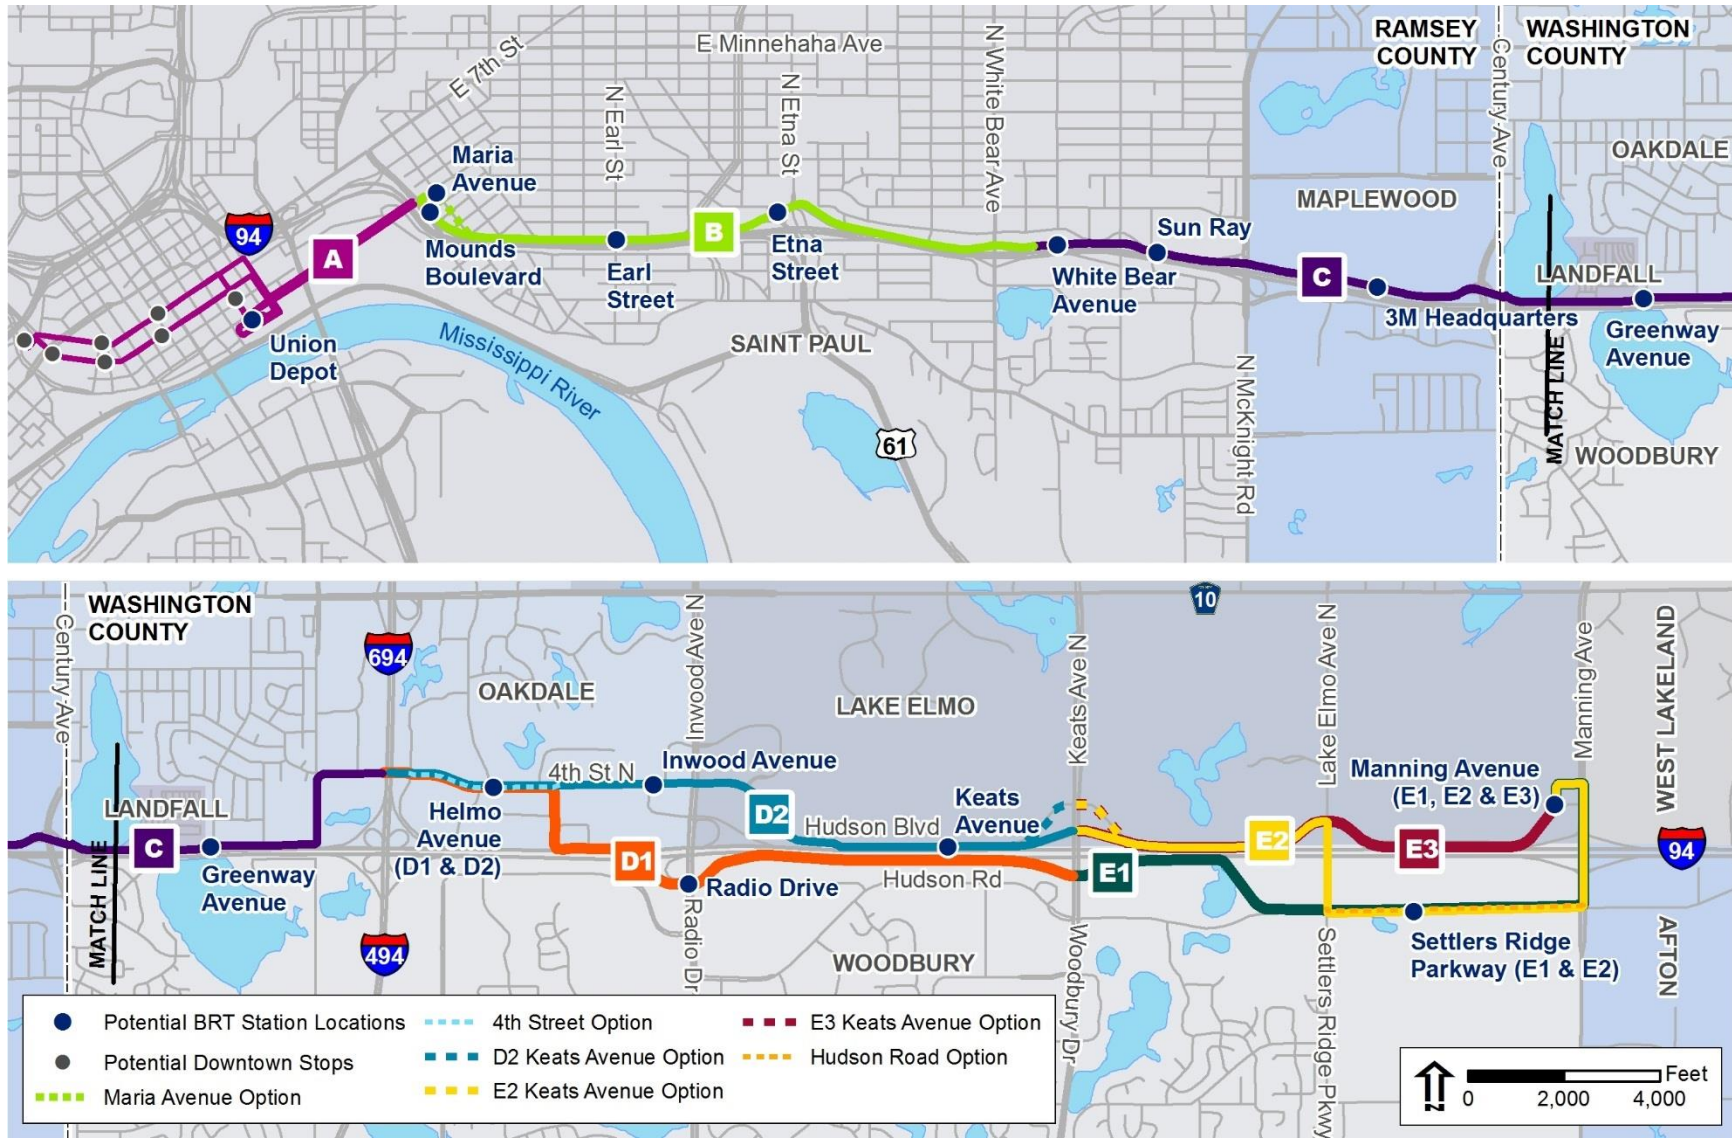 E Minnehaha Ave
RAMSEY
COUNTY
WASHINGTON
COUNTY
Century Ave
E 7th St
N Earl St
N Etna St
N White Bear Ave
OAKDALE
Maria
Avenue
MAPLEWOOD
94
A
B
Mounds
Boulevard
Earl
Street
Etna
Street
Sun Ray
White Bear
Avenue
C
LANDFALL
3M Headquarters
Greenway
Avenue
Union
Depot
Mississippi River
SAINT PAUL
61
N McKnight Rd
MATCH LINE
WOODBURY
WASHINGTON
COUNTY
Century Ave
694
OAKDALE
N Inwood Ave
LAKE ELMO
Keats Ave N
10
Lake Elmo Ave N
Manning Ave
WEST LAKELAND
4th St N
Inwood Avenue
Manning Avenue
(E1, E2 & E3)
LANDFALL
C
MATCH LINE
Greenway
Avenue
Helmo
Avenue
(D1 & D2)
D2
Hudson Blvd
Keats
Avenue
D1
Radio Drive
Hudson Rd
E1
E2
E3
94
494
Radio Dr
WOODBURY
Woodbury Dr
Settlers Ridge Pkwy
Settlers Ridge
Parkway (E1 & E2)
AFTON
Potential BRT Station Locations
Potential Downtown Stops
Maria Avenue Option
4th Street Option
D2 Keats Avenue Option
E2 Keats Avenue Option
E3 Keats Avenue Option
Hudson Road Option
N
Feet
0 2,000 4,000